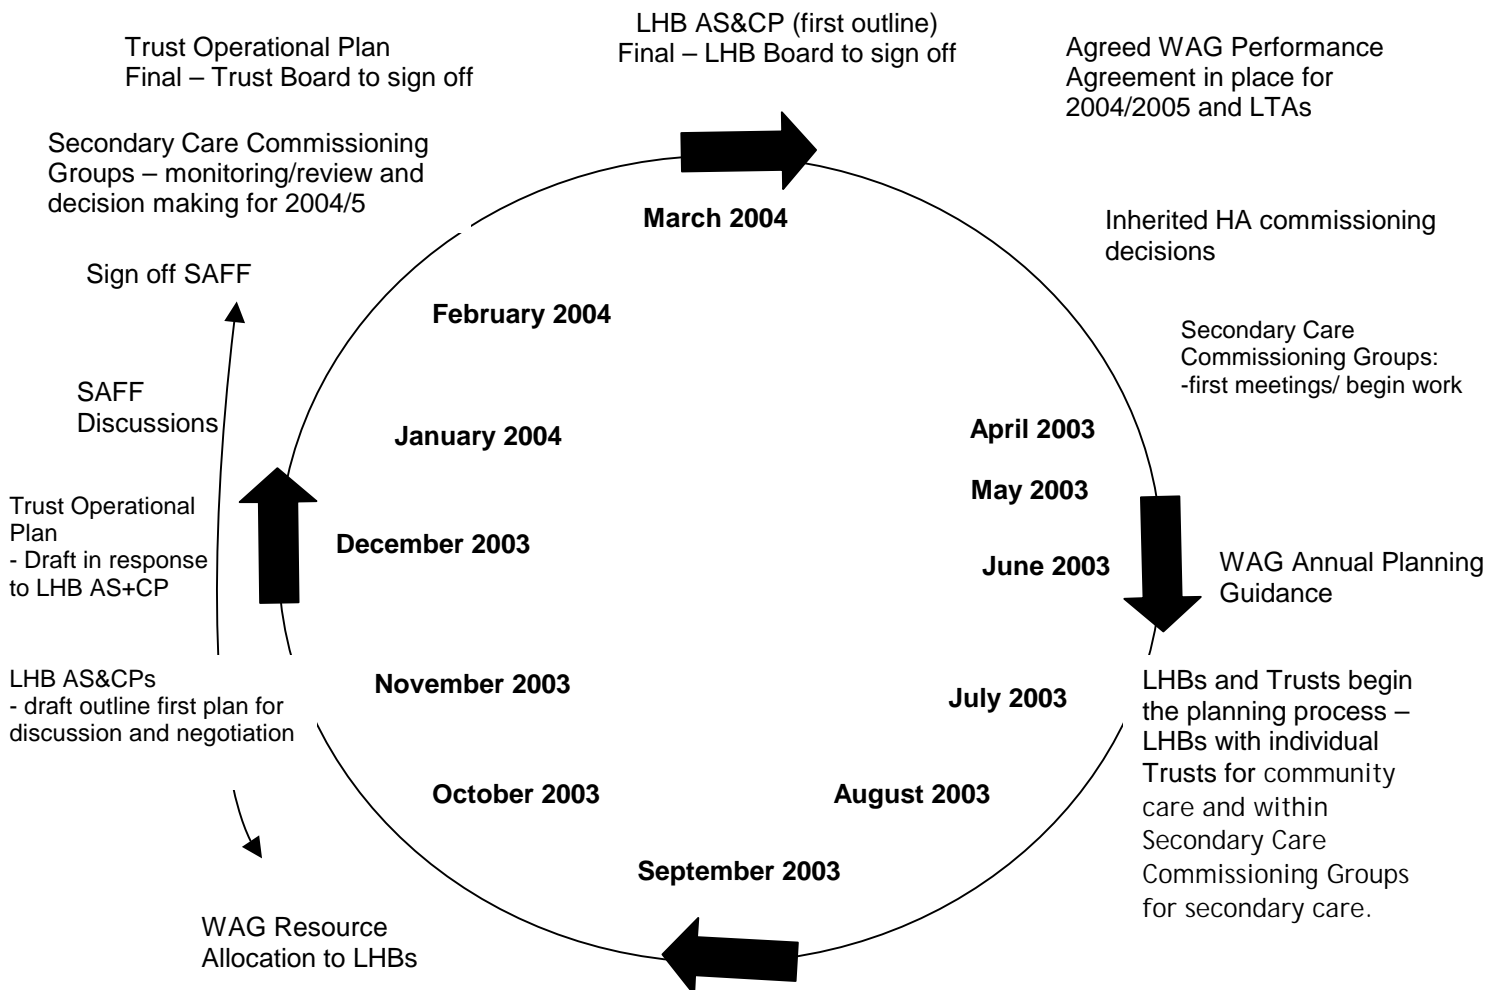 LHB AS&CP (first outline)
Final – LHB Board to sign off
Trust Operational Plan
Final – Trust Board to sign off
Agreed WAG Performance
Agreement in place for
2004/2005 and LTAs
Secondary Care Commissioning
Groups – monitoring/review and
decision making for 2004/5
March 2004
Inherited HA commissioning
decisions
Sign off SAFF
February 2004
Secondary Care
Commissioning Groups:
-first meetings/ begin work
SAFF
Discussions
January 2004
April 2003
May 2003
Trust Operational
Plan
- Draft in response
to LHB AS+CP
December 2003
June 2003
WAG Annual Planning
Guidance
LHB AS&CPs
- draft outline first plan for
discussion and negotiation
November 2003
July 2003
LHBs and Trusts begin
the planning process –
LHBs with individual
Trusts for community
care and within
Secondary Care
Commissioning Groups
for secondary care.
October 2003
August 2003
September 2003
WAG Resource
Allocation to LHBs